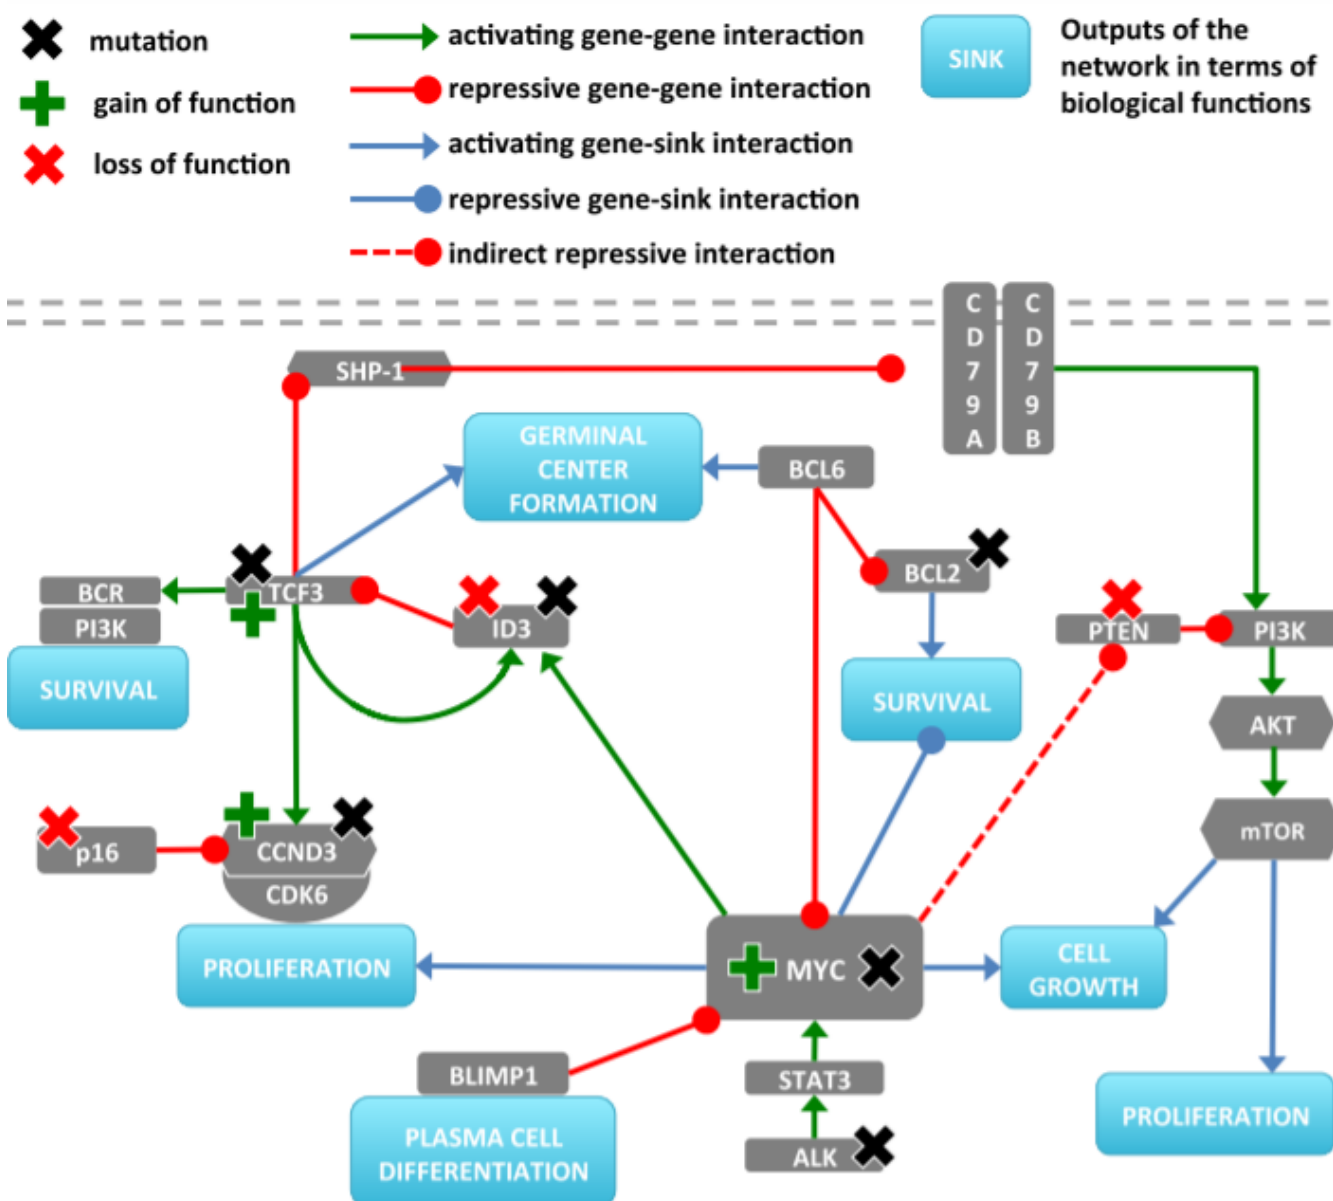 mutation
gain of function
loss of function
activating gene-gene interaction
repressive gene-gene interaction
activating gene-sink interaction
repressive gene-sink interaction
indirect repressive interaction
SINK
Outputs of the
network in terms of
biological functions
C
D
7
9
A
C
D
7
9
B
SHP-1
GERMINAL
CENTER
FORMATION
BCL6
BCL2
BCR
PI3K
SURVIVAL
TCF3
ID3
PTEN
PI3K
SURVIVAL
AKT
mTOR
p16
CCND3
CDK6
PROLIFERATION
MYC
CELL
GROWTH
BLIMP1
PLASMA CELL
DIFFERENTIATION
STAT3
ALK
PROLIFERATION